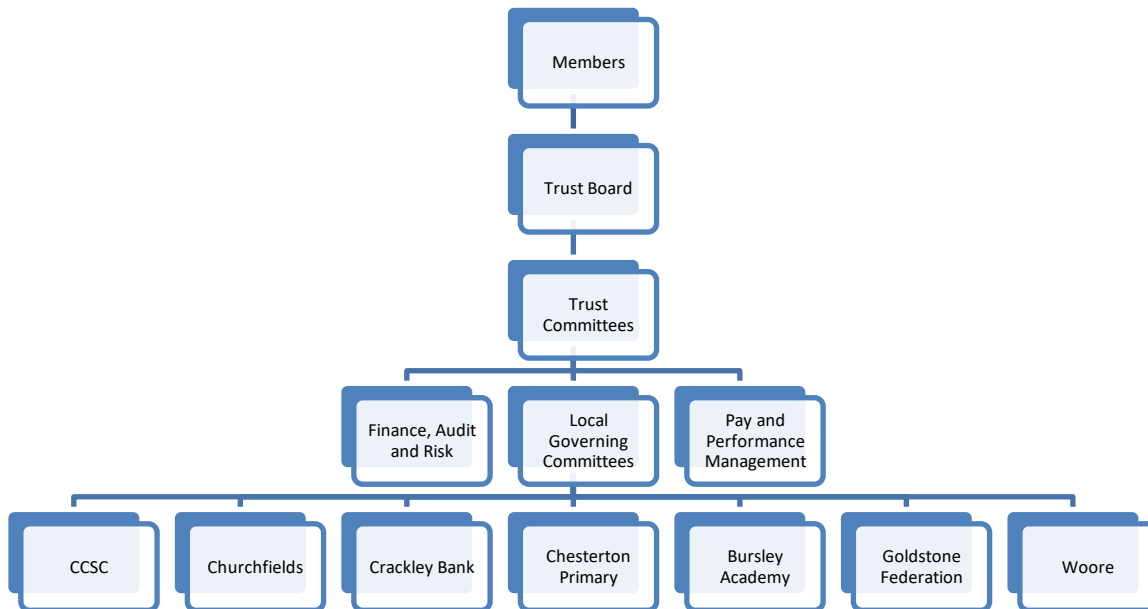 Members
Trust Board
Trust
Committees
Finance, Audit
and Risk
Local
Governing
Committees
Pay and
Performance
Management
CCSC
Churchfields
Crackley Bank
Chesterton
Primary
Bursley
Academy
Goldstone
Federation
Woore